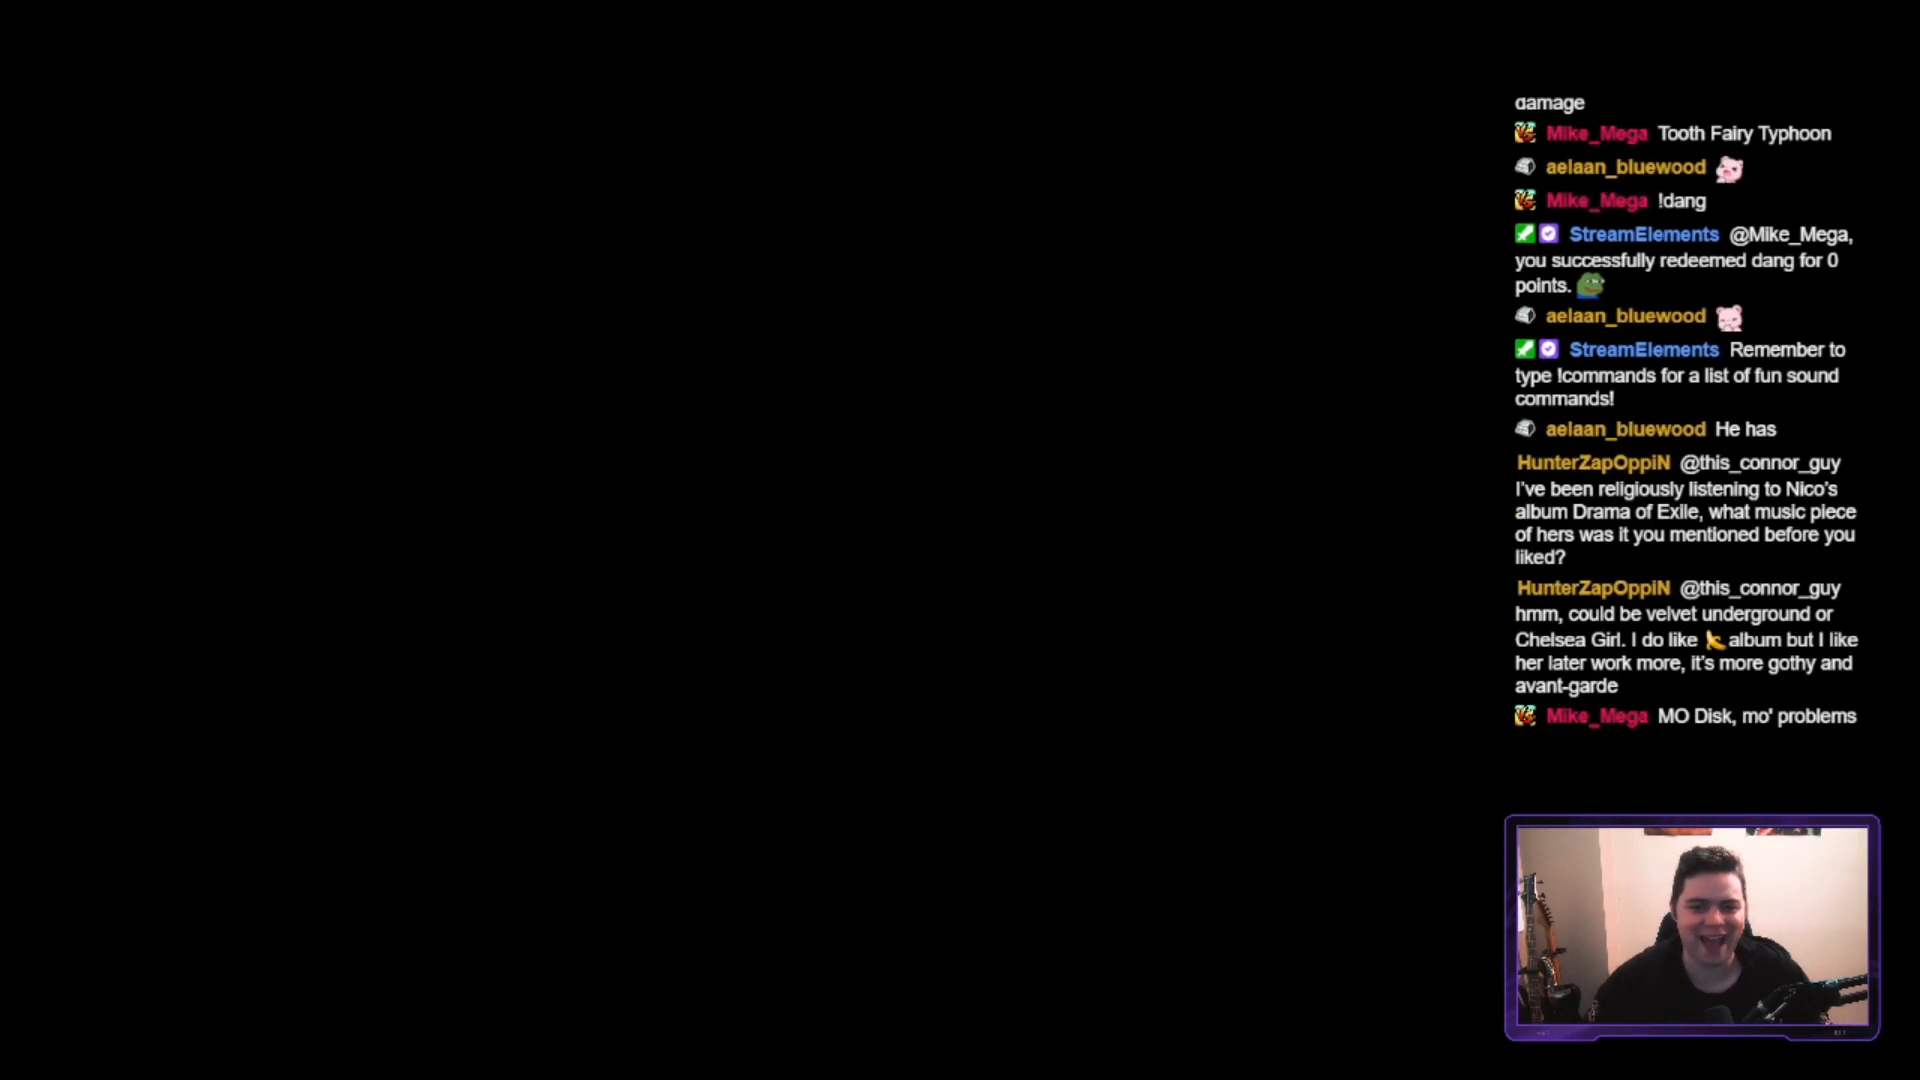 damage
Mike_Mega Tooth Fairy Typhoon
aelaan_bluewood
Mike_Mega !dang
StreamElements @Mike_Mega,
you successfully redeemed dang for 0
points.
aelaan_bluewood
StreamElements Remember to
type !commands for a list of fun sound
commands!
aelaan_bluewood He has
HunterZapOppiN @this_connor_guy
I've been religiously listening to Nico's
album Drama of Exile, what music piece
of hers was it you mentioned before you
liked?
HunterZapOppiN @this_connor_guy
hmm, could be velvet underground or
Chelsea Girl. I do like album but I like
her later work more, it's more gothy and
avant-garde
Mike_Mega MO Disk, mo' problems